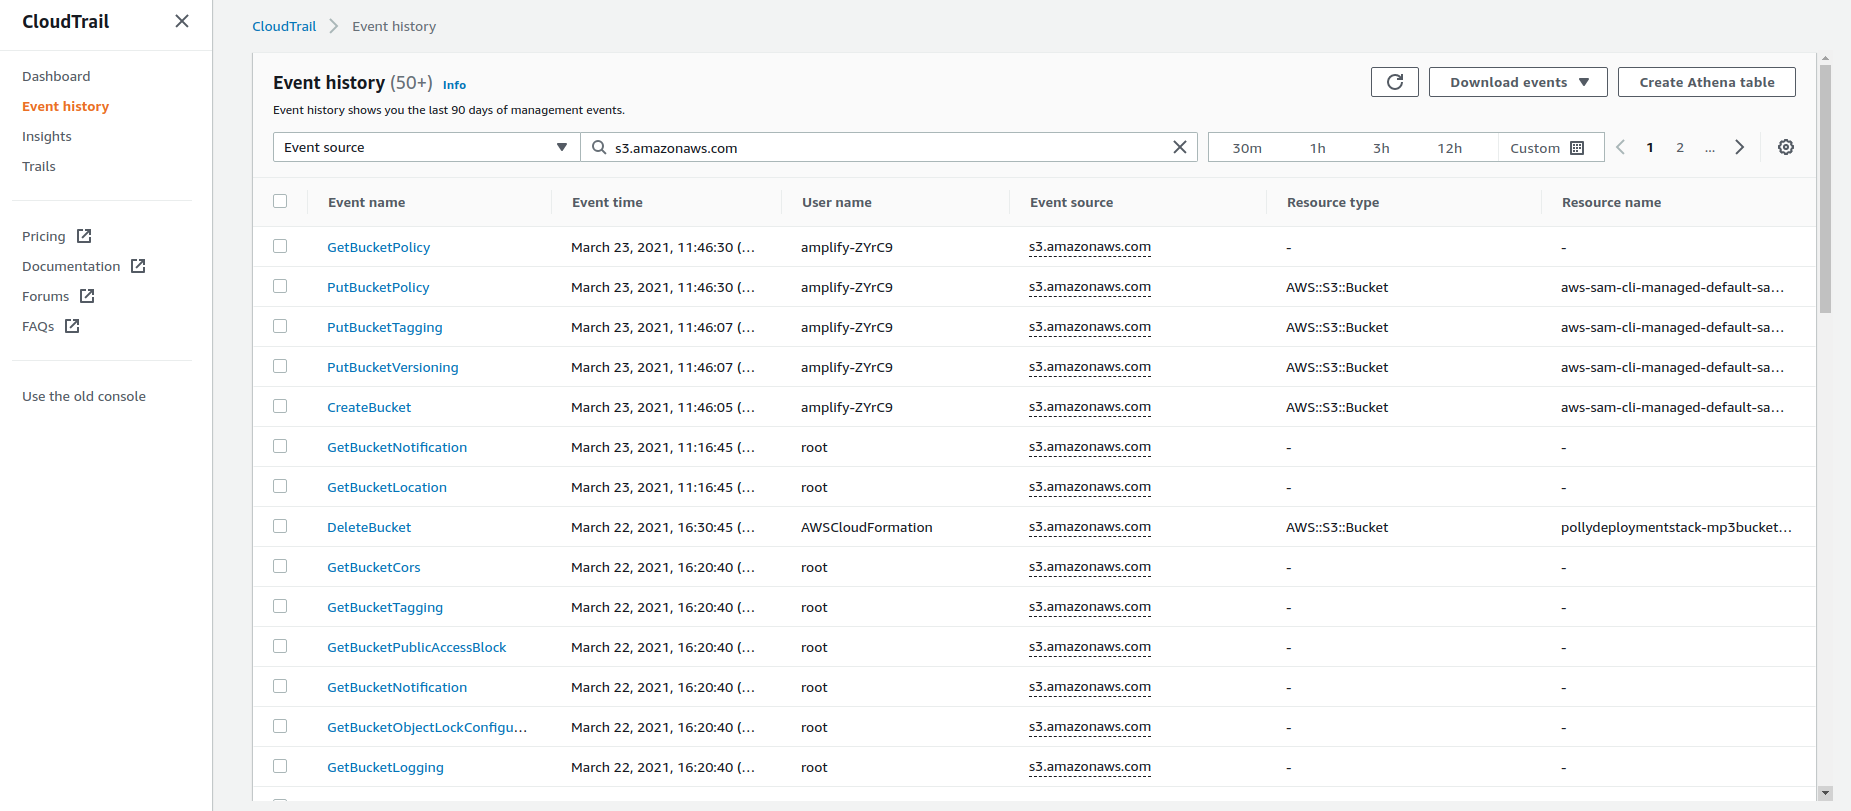 CloudTrail
Dashboard
Event history
Insights
Trails
Pricing
Documentation
Forums
FAQs
Use the old console
CloudTrail Event history
Event history (50+) Info
Event history shows you the last 90 days of management events.
Download events
Create Athena table
Event source s3.amazonaws.com 30m 1h 3h 12h Custom 1 2 ...
Event name Event time User name Event source Resource type Resource name
GetBucketPolicy March 23, 2021, 11:46:30 (… amplify-ZYrC9 s3.amazonaws.com - -
PutBucketPolicy March 23, 2021, 11:46:30 (… amplify-ZYrC9 s3.amazonaws.com AWS::S3::Bucket aws-sam-cli-managed-default-sa…
PutBucketTagging March 23, 2021, 11:46:07 (… amplify-ZYrC9 s3.amazonaws.com AWS::S3::Bucket aws-sam-cli-managed-default-sa…
PutBucketVersioning March 23, 2021, 11:46:07 (… amplify-ZYrC9 s3.amazonaws.com AWS::S3::Bucket aws-sam-cli-managed-default-sa…
CreateBucket March 23, 2021, 11:46:05 (… amplify-ZYrC9 s3.amazonaws.com AWS::S3::Bucket aws-sam-cli-managed-default-sa…
GetBucketNotification March 23, 2021, 11:16:45 (… root s3.amazonaws.com - -
GetBucketLocation March 23, 2021, 11:16:45 (… root s3.amazonaws.com - -
DeleteBucket March 22, 2021, 16:30:45 (… AWSCloudFormation s3.amazonaws.com AWS::S3::Bucket pollydeploymentstack-mp3bucket…
GetBucketCors March 22, 2021, 16:20:40 (… root s3.amazonaws.com - -
GetBucketTagging March 22, 2021, 16:20:40 (… root s3.amazonaws.com - -
GetBucketPublicAccessBlock March 22, 2021, 16:20:40 (… root s3.amazonaws.com - -
GetBucketNotification March 22, 2021, 16:20:40 (… root s3.amazonaws.com - -
GetBucketObjectLockConfigu… March 22, 2021, 16:20:40 (… root s3.amazonaws.com - -
GetBucketLogging March 22, 2021, 16:20:40 (… root s3.amazonaws.com - -